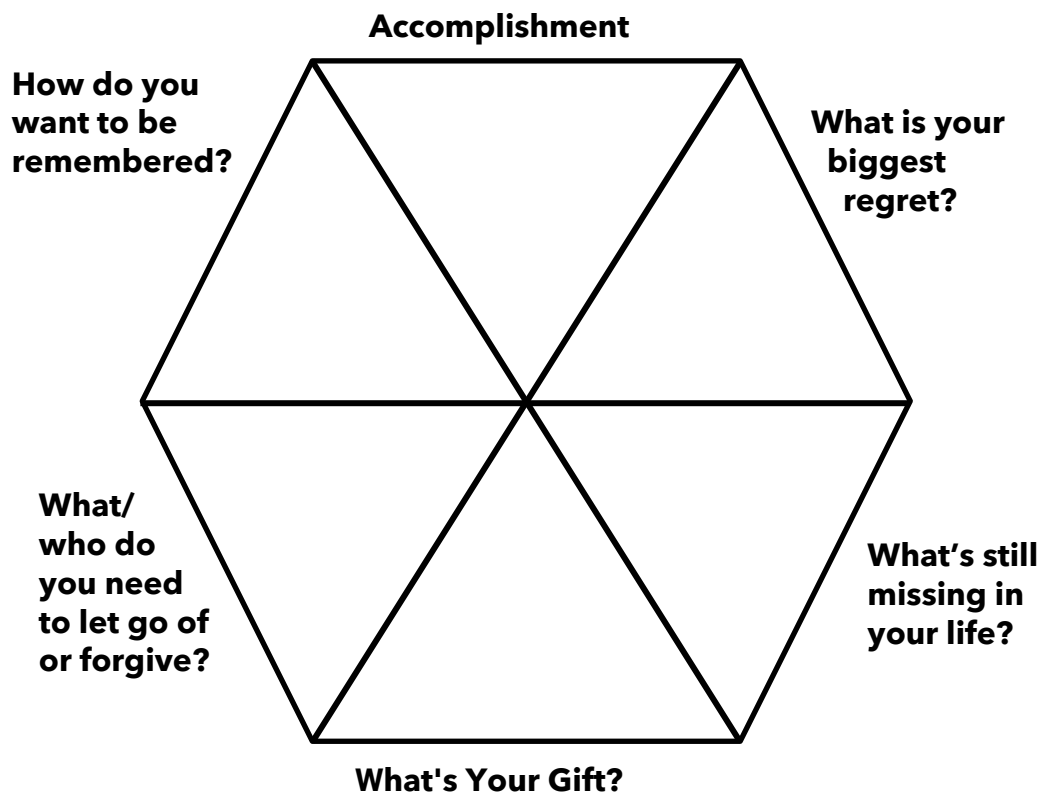 Accomplishment
How do you
want to be
remembered?
What is your
biggest
regret?
What/
who do
you need
to let go of
or forgive?
What’s still
missing in
your life?
What's Your Gift?